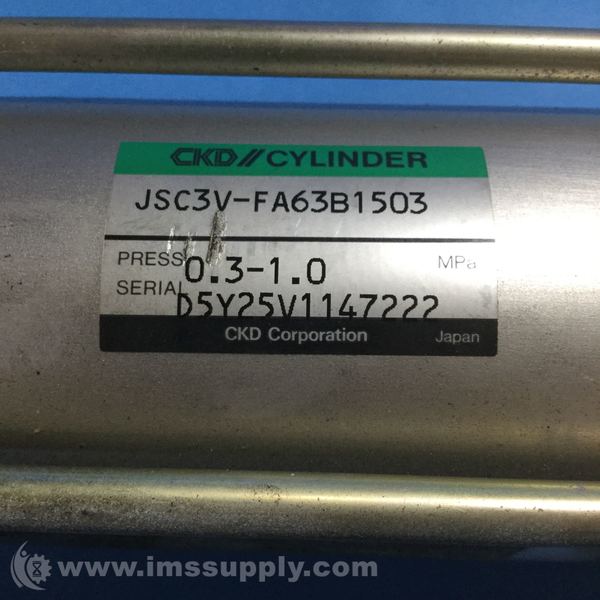 CKD// CYLINDER
JSC3V-FA63B1503
PRESS 0.3-1.0 MPa
SERIAL D5Y25V1147222
CKD Corporation Japan
www.imssupply.com